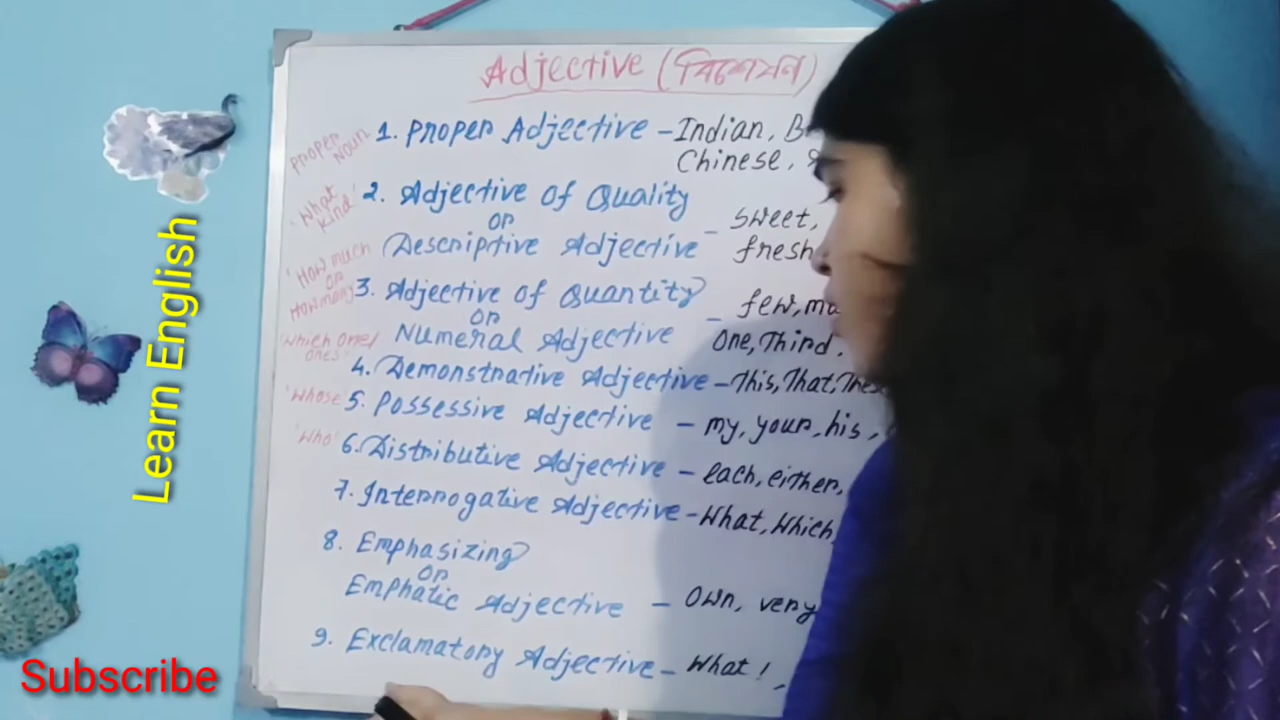 Adjective (বিশেষণ)
Proper Noun
1. Proper Adjective - Indian,
Chinese,
'What kind'
2. Adjective of Quality - sweet,
or
Descriptive Adjective fresh
'How much or How many'
3. Adjective of Quantity - few,
or
Numeral Adjective One, Third,
'Which one/ ones'
4. Demonstrative Adjective - This, That,
'Whose'
5. Possessive Adjective - my, your, his,
'Who'
6. Distributive Adjective - each, either,
7. Interrogative Adjective - What, Which,
8. Emphasizing
or
Emphatic Adjective - own, very
9. Exclamatory Adjective - What!
Learn English
Subscribe